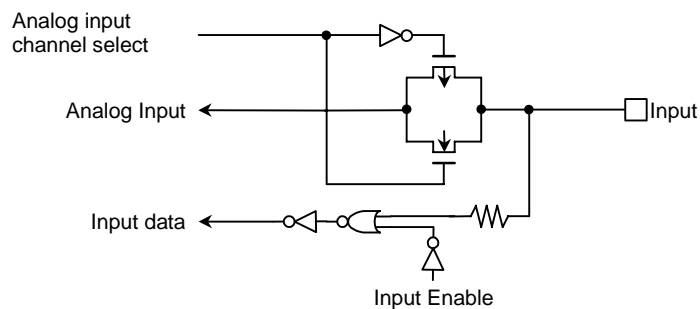 Analog input
channel select
Analog Input
Input
Input data
Input Enable